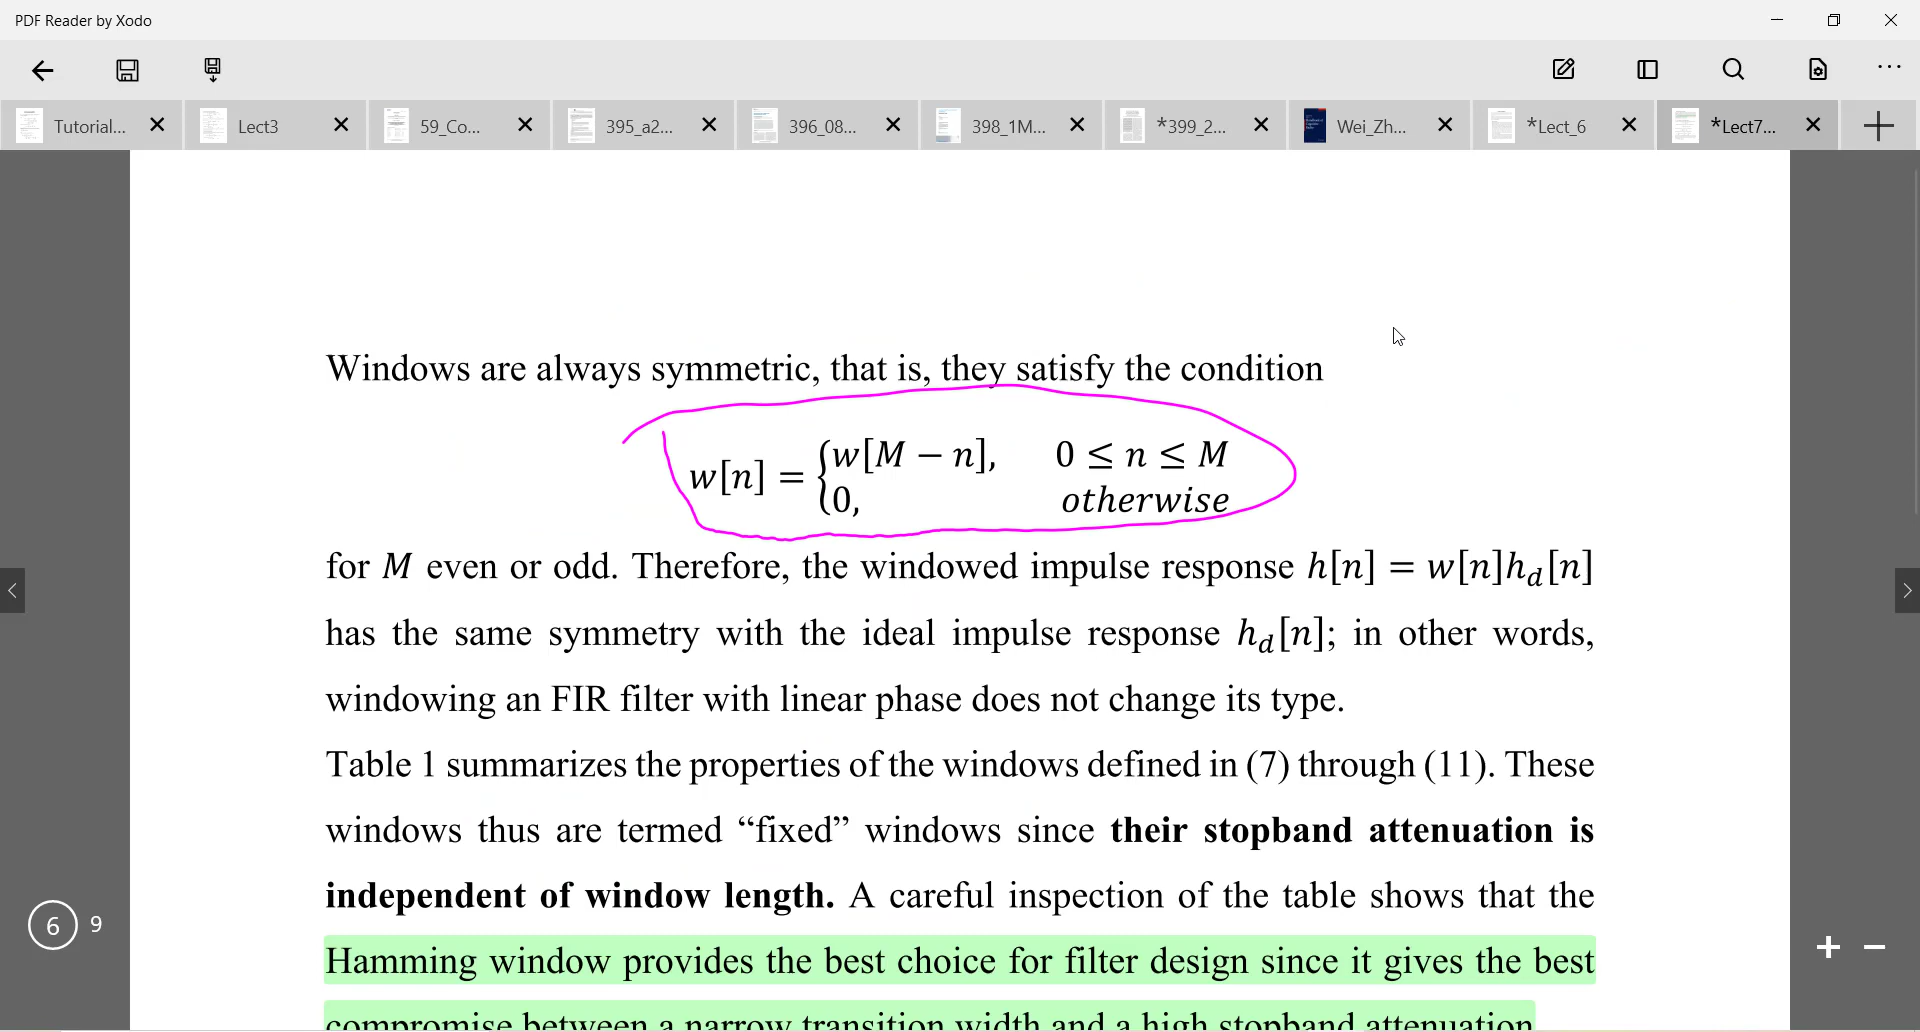 PDF Reader by Xodo
Tutorial... Lect3 59_Co... 395_a2... 396_08... 398_1M... *399_2... Wei_Zh... *Lect_6 *Lect7...
Windows are always symmetric, that is, they satisfy the condition
w[n] = {w[M − n], 0 ≤ n ≤ M
0, otherwise
for M even or odd. Therefore, the windowed impulse response h[n] = w[n]h_d[n]
has the same symmetry with the ideal impulse response h_d[n]; in other words,
windowing an FIR filter with linear phase does not change its type.
Table 1 summarizes the properties of the windows defined in (7) through (11). These
windows thus are termed “fixed” windows since their stopband attenuation is
independent of window length. A careful inspection of the table shows that the
Hamming window provides the best choice for filter design since it gives the best
compromise between a narrow transition width and a high stopband attenuation
6 9